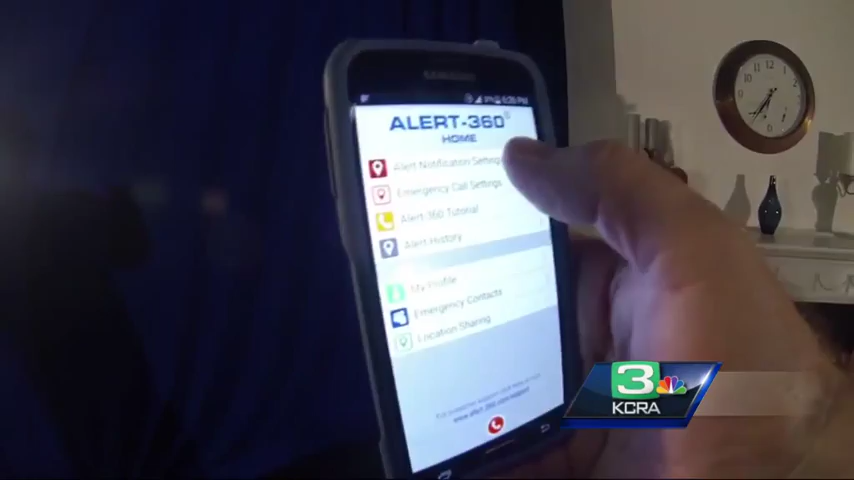 SAMSUNG
ALERT-360®
HOME
Alert Notification Settings
Emergency Call Settings
Alert-360 Tutorial
Alert History
My Profile
Emergency Contacts
Location Sharing
3
KCRA